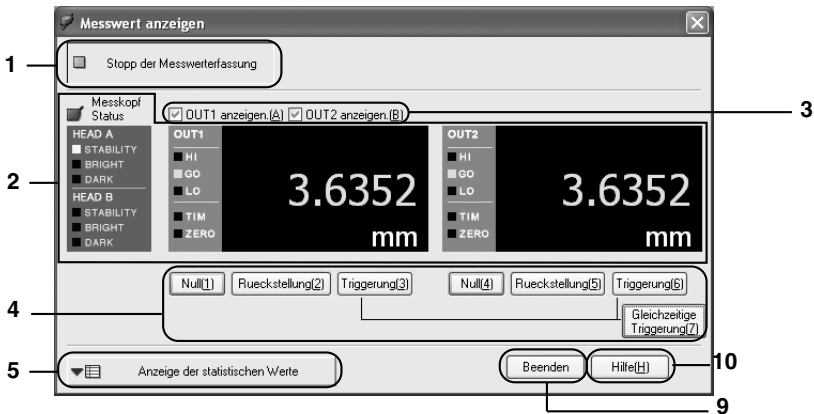 Messwert anzeigen
1
Stopp der Messwerterfassung
Messkopf
Status
OUT1 anzeigen.(A) OUT2 anzeigen.(B)
3
2
HEAD A
STABILITY
BRIGHT
DARK
HEAD B
STABILITY
BRIGHT
DARK
OUT1
HI
GO
LO
TIM
ZERO
3.6352
mm
OUT2
HI
GO
LO
TIM
ZERO
3.6352
mm
4
Null(1) Rueckstellung(2) Triggerung(3) Null(4) Rueckstellung(5) Triggerung(6)
Gleichzeitige
Triggerung(7)
5
Anzeige der statistischen Werte
Beenden
Hilfe(H)
10
9